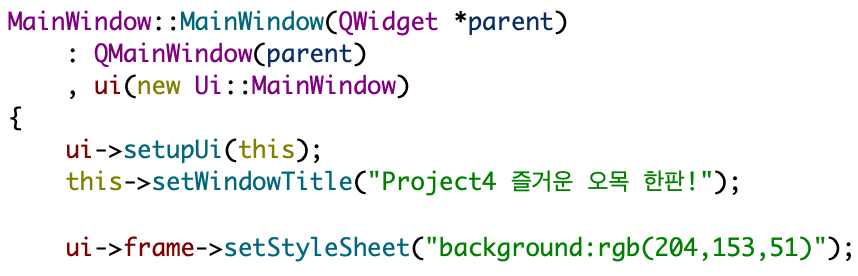 MainWindow::MainWindow(QWidget *parent)
    : QMainWindow(parent)
    , ui(new Ui::MainWindow)
{
    ui->setupUi(this);
    this->setWindowTitle("Project4 즐거운 오목 한판!");

    ui->frame->setStyleSheet("background:rgb(204,153,51)");